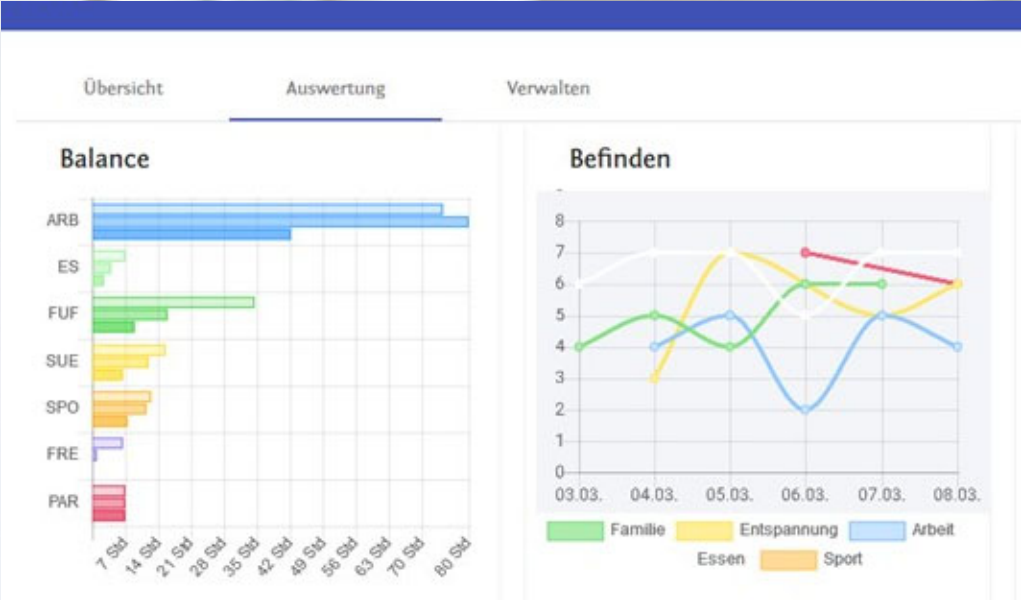 Übersicht Auswertung Verwalten
Balance
ARB
ES
FUF
SUE
SPO
FRE
PAR
7 Std 14 Std 21 Std 28 Std 35 Std 42 Std 49 Std 56 Std 63 Std 70 Std 80 Std
Befinden
8
7
6
5
4
3
2
1
0
03.03. 04.03. 05.03. 06.03. 07.03. 08.03.
Familie Entspannung Arbeit
Essen Sport